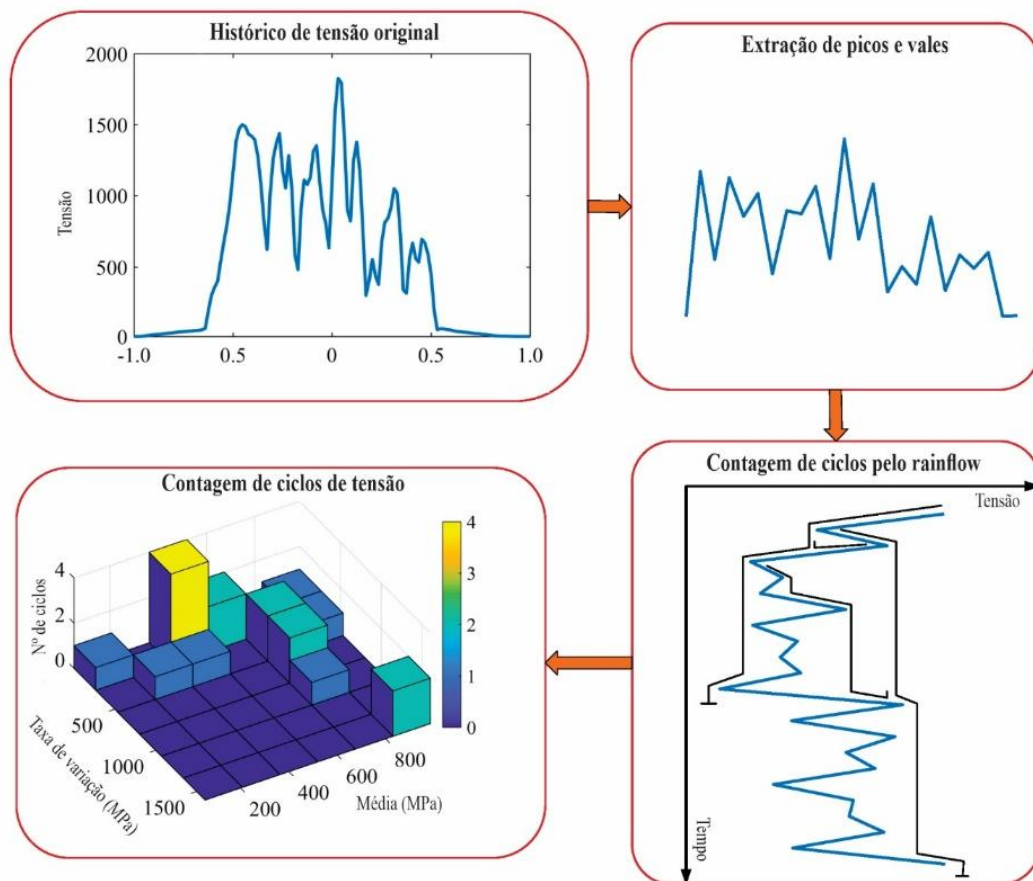 Histórico de tensão original
2000
1500
1000
500
0
Tensão
-1.0
0.5
0
0.5
1.0
Extração de picos e vales
Contagem de ciclos pelo rainflow
Tensão
Tempo
Contagem de ciclos de tensão
4
2
0
Nº de ciclos
500
1000
1500
Taxa de variação (MPa)
200
400
600
800
Média (MPa)
4
3
2
1
0